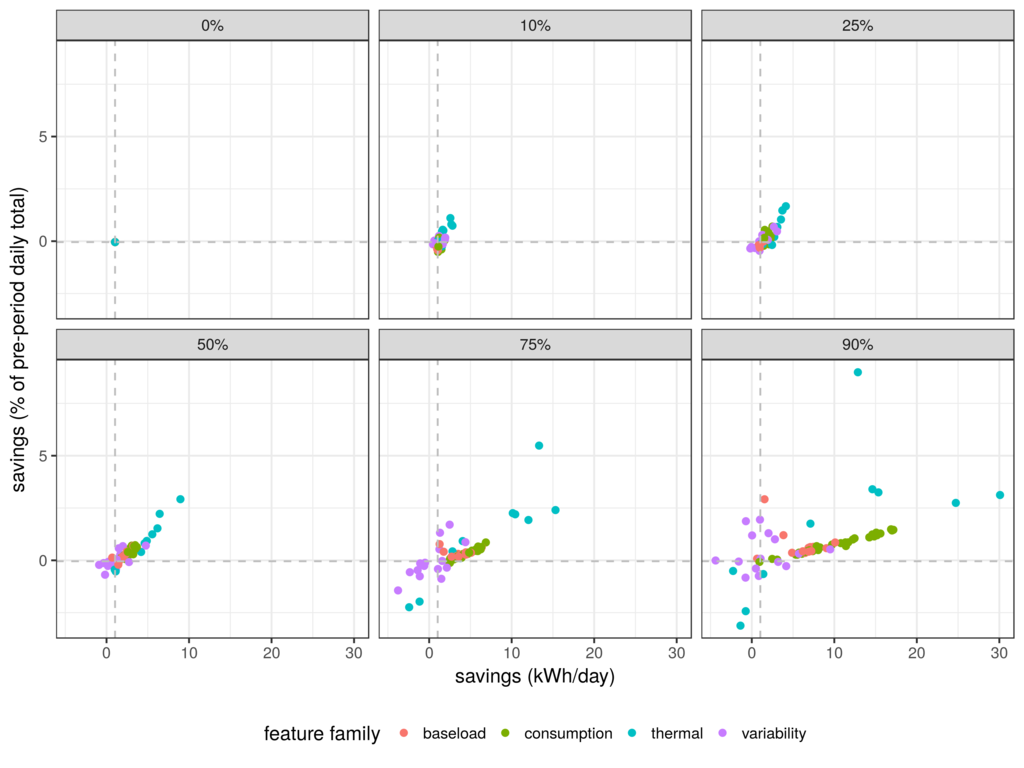 0% 10% 25%
5
0
50% 75% 90%
5
0
0 10 20 30 0 10 20 30 0 10 20 30
savings (% of pre-period daily total)
savings (kWh/day)
feature family baseload consumption thermal variability